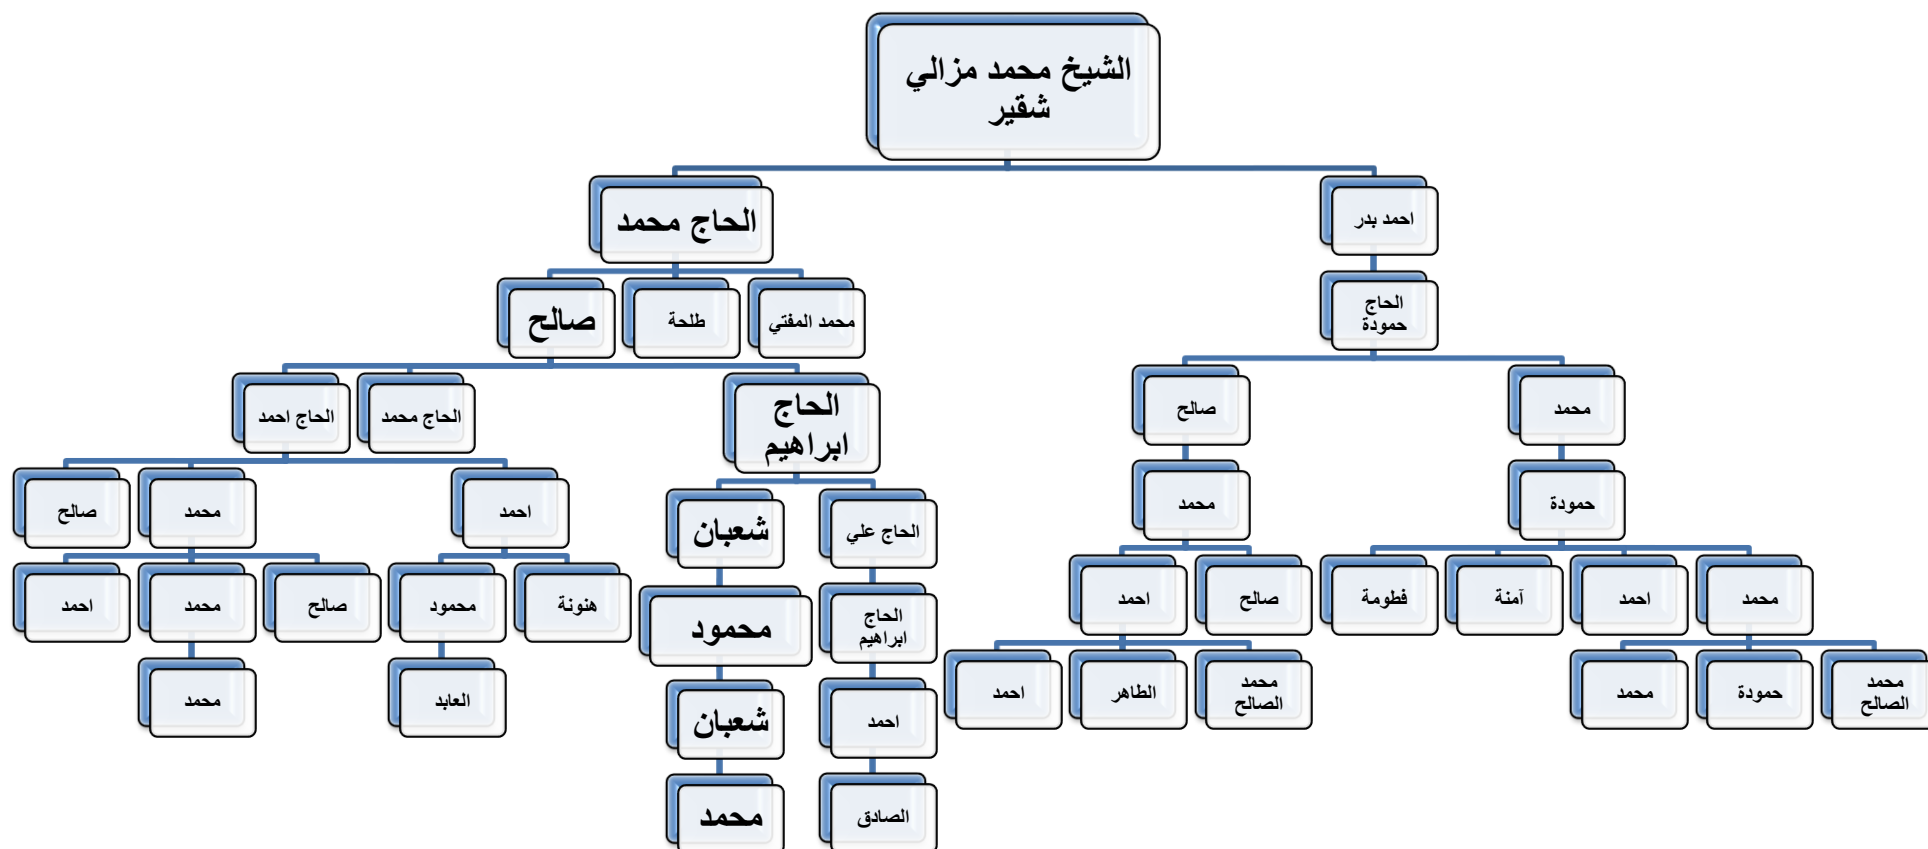 الشيخ محمد مزالي
شقير
احمد بدر
الحاج محمد
الحاج
حمودة
محمد المفتي
طلحة
صالح
محمد
صالح
الحاج
ابراهيم
الحاج محمد
الحاج احمد
حمودة
محمد
الحاج علي
شعبان
احمد
محمد
صالح
محمد
احمد
آمنة
فطومة
صالح
احمد
الحاج
ابراهيم
محمود
هنونة
محمود
صالح
محمد
احمد
محمد
الصالح
حمودة
محمد
محمد
الصالح
الطاهر
احمد
احمد
شعبان
العابد
محمد
الصادق
محمد